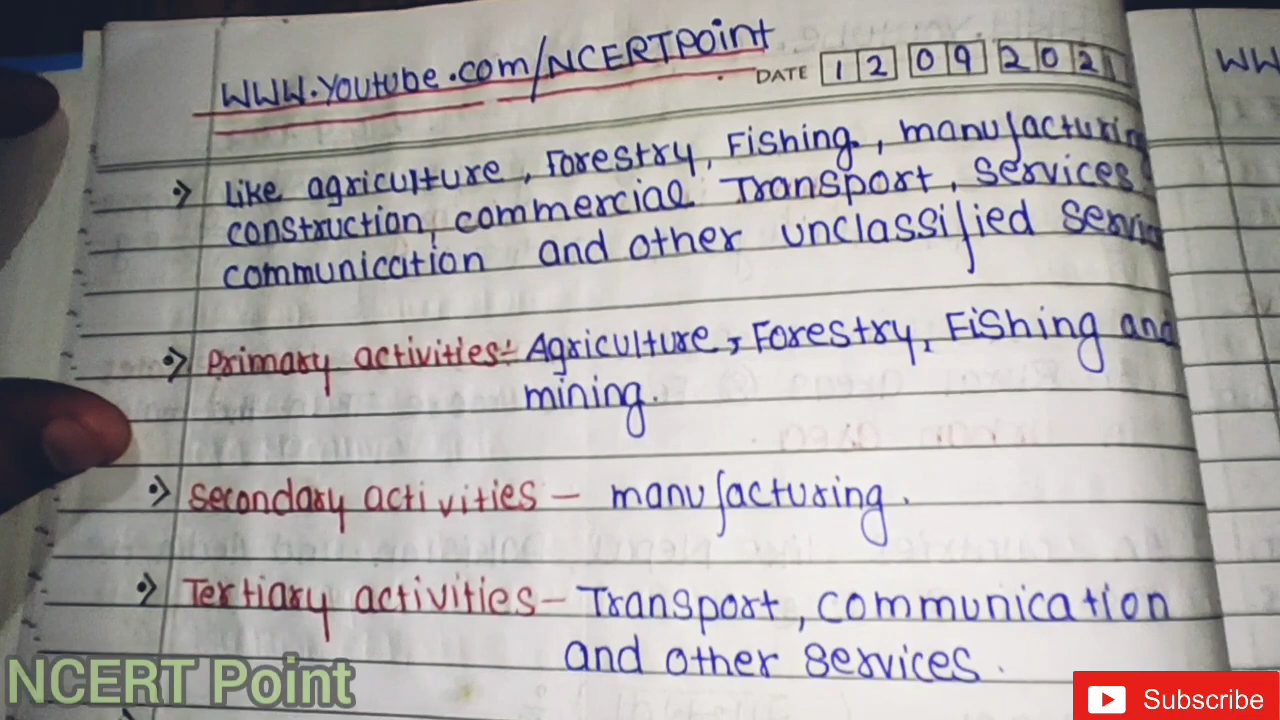 WWW.Youtube.com/NCERTPoint
DATE 12 09 2021
Like agriculture, Forestry, Fishing, manufacturing
construction, commercial Transport, services
communication and other unclassified
Primary activities:- Agriculture, Forestry, Fishing and
mining.
Secondary activities - manufacturing.
Tertiary activities - Transport, communication
and other services.
NCERT Point
Subscribe